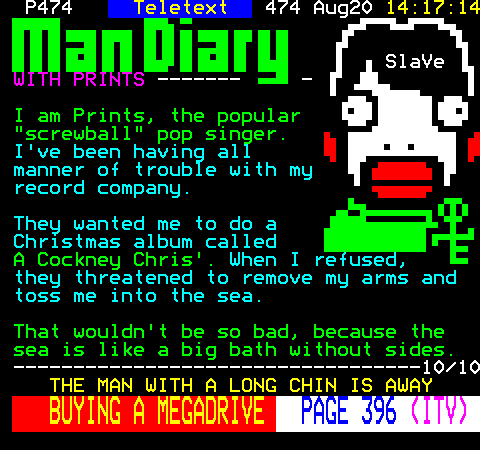 P474 Teletext 474 Aug20 14:17:14
Man Diary
SlaVe
WITH PRINTS ------- -
I am Prints, the popular
"screwball" pop singer.
I've been having all
manner of trouble with my
record company.
They wanted me to do a
Christmas album called
A Cockney Chris'. When I refused,
they threatened to remove my arms and
toss me into the sea.
That wouldn't be so bad, because the
sea is like a big bath without sides.
----------------------------------10/10
THE MAN WITH A LONG CHIN IS AWAY
BUYING A MEGADRIVE PAGE 396 (ITV)